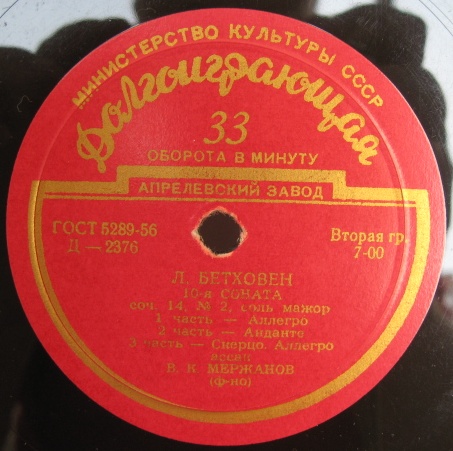 МИНИСТЕРСТВО КУЛЬТУРЫ СССР
Долгоиграющая
33
ОБОРОТА В МИНУТУ
АПРЕЛЕВСКИЙ ЗАВОД
ГОСТ 5289-56
Д — 2376
Вторая гр.
7-00
Л. БЕТХОВЕН
10-я СОНАТА
соч. 14, № 2, соль мажор
1 часть — Аллегро
2 часть — Анданте
3 часть — Скерцо. Аллегро
ассаи
В. К. МЕРЖАНОВ
(ф-но)